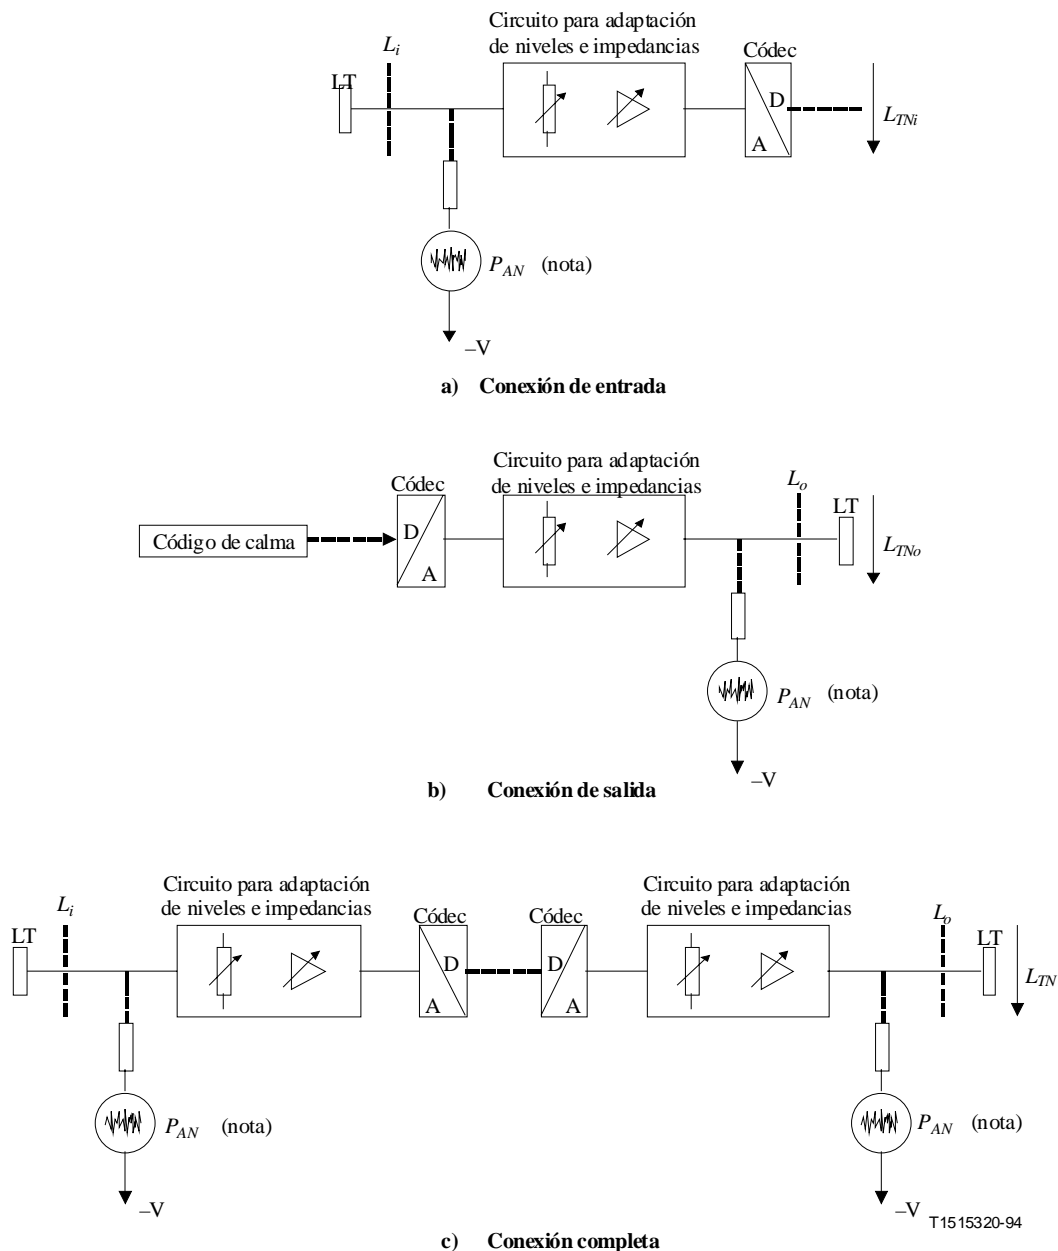 Circuito para adaptación
de niveles e impedancias
Códec
L_i
LT
D
A
L_TNi
P_AN (nota)
–V
a) Conexión de entrada
Circuito para adaptación
de niveles e impedancias
Códec
L_o
LT
Código de calma
D
A
L_TNo
P_AN (nota)
–V
b) Conexión de salida
Circuito para adaptación
de niveles e impedancias
Circuito para adaptación
de niveles e impedancias
L_i
Códec
Códec
L_o
LT
LT
D
D
A
A
L_TN
P_AN (nota)
P_AN (nota)
–V
–V
T1515320-94
c) Conexión completa